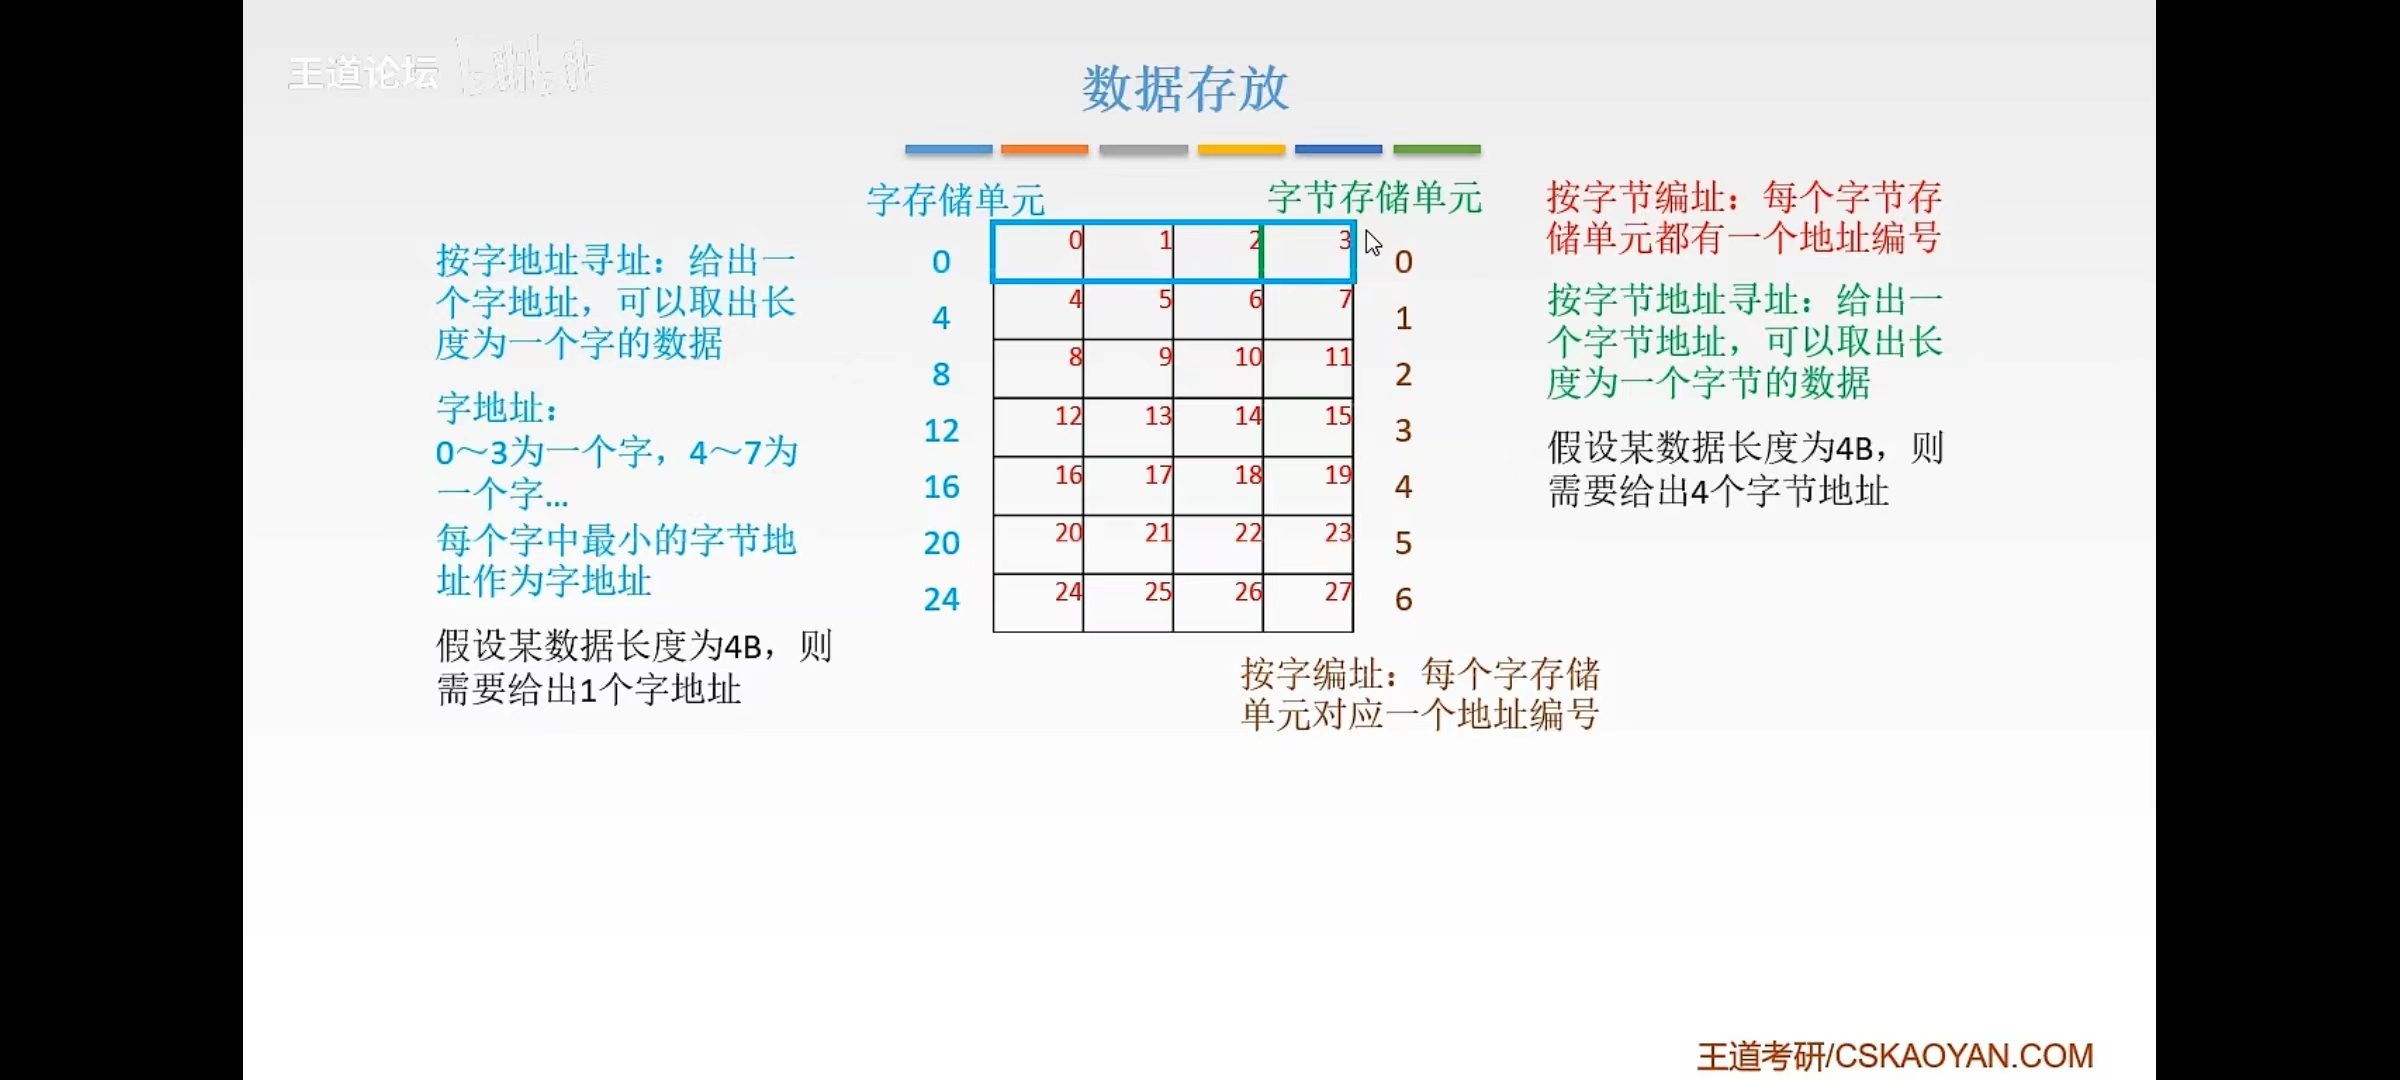 王道论坛
数据存放
字存储单元
字节存储单元
按字地址寻址：给出一
个字地址，可以取出长
度为一个字的数据
字地址：
0～3为一个字，4～7为
一个字…
每个字中最小的字节地
址作为字地址
假设某数据长度为4B，则
需要给出1个字地址
0 0 1 2 3 0
4 4 5 6 7 1
8 8 9 10 11 2
12 12 13 14 15 3
16 16 17 18 19 4
20 20 21 22 23 5
24 24 25 26 27 6
按字编址：每个字存储
单元对应一个地址编号
按字节编址：每个字节存
储单元都有一个地址编号
按字节地址寻址：给出一
个字节地址，可以取出长
度为一个字节的数据
假设某数据长度为4B，则
需要给出4个字节地址
王道考研/CSKAOYAN.COM